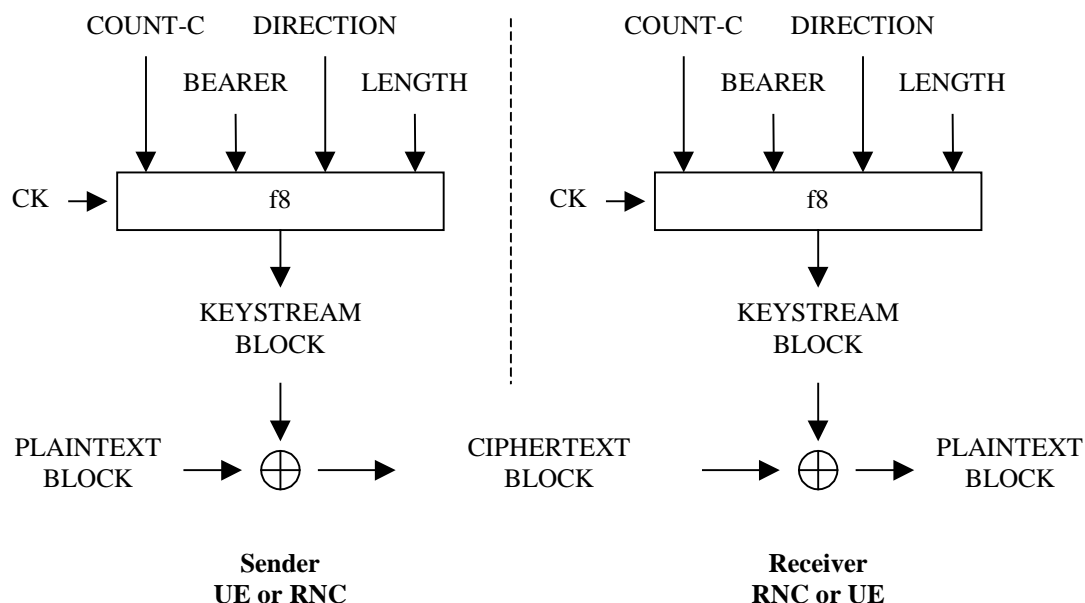 COUNT-C DIRECTION
BEARER LENGTH
CK
f8
KEYSTREAM
BLOCK
PLAINTEXT
BLOCK
Sender
UE or RNC
COUNT-C DIRECTION
BEARER LENGTH
CK
f8
KEYSTREAM
BLOCK
CIPHERTEXT
BLOCK
PLAINTEXT
BLOCK
Receiver
RNC or UE